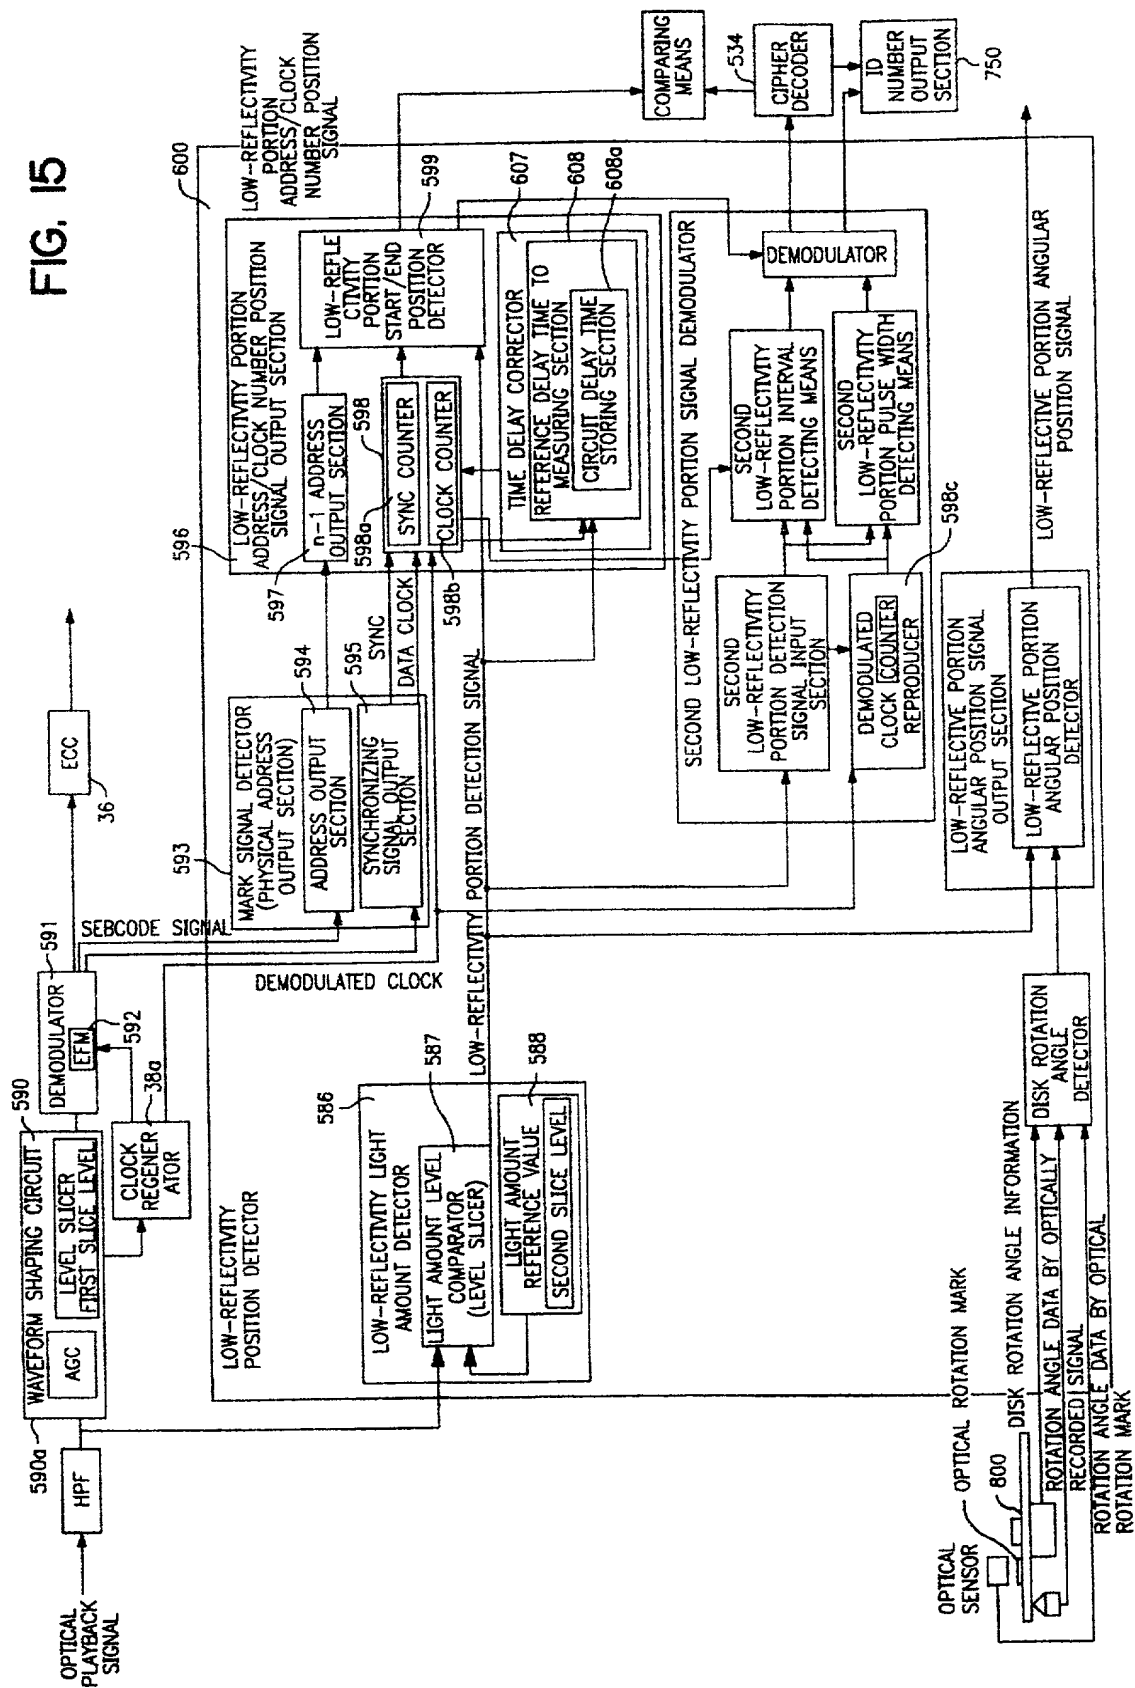 FIG. 15
OPTICAL
PLAYBACK
SIGNAL
HPF
590a
WAVEFORM SHAPING CIRCUIT
590
AGC
LEVEL SLICER
FIRST SLICE LEVEL
CLOCK
REGENER
ATOR
38a
DEMODULATOR
591
EFM
592
ECC
36
SEBCODE SIGNAL
DEMODULATED CLOCK
LOW-REFLECTIVITY
POSITION DETECTOR
600
586
LOW-REFLECTIVITY LIGHT
AMOUNT DETECTOR
587
LIGHT AMOUNT LEVEL
COMPARATOR
(LEVEL SLICER)
588
LIGHT AMOUNT
REFERENCE VALUE
SECOND SLICE LEVEL
LOW-REFLECTIVITY PORTION DETECTION SIGNAL
593
MARK SIGNAL DETECTOR
(PHYSICAL ADDRESS
OUTPUT SECTION)
594
ADDRESS OUTPUT
SECTION
595
SYNCHRONIZING
SIGNAL OUTPUT
SECTION
SYNC
DATA CLOCK
596
LOW-REFLECTIVITY PORTION
ADDRESS/CLOCK NUMBER POSITION
SIGNAL OUTPUT SECTION
597
n-1 ADDRESS
OUTPUT SECTION
598
598a
SYNC COUNTER
CLOCK COUNTER
598b
LOW-REFLE
CTIVITY
PORTION
START/END
POSITION
DETECTOR
599
LOW-REFLECTIVITY
PORTION
ADDRESS/CLOCK
NUMBER POSITION
SIGNAL
TIME DELAY CORRECTOR
607
REFERENCE DELAY TIME TO
MEASURING SECTION
608
CIRCUIT DELAY TIME
STORING SECTION
608a
COMPARING
MEANS
534
CIPHER
DECODER
ID
NUMBER
OUTPUT
SECTION
750
SECOND LOW-REFLECTIVITY PORTION SIGNAL DEMODULATOR
SECOND
LOW-REFLECTIVITY
PORTION DETECTION
SIGNAL INPUT
SECTION
DEMODULATED
CLOCK COUNTER
REPRODUCER
598c
SECOND
LOW-REFLECTIVITY
PORTION INTERVAL
DETECTING MEANS
SECOND
LOW-REFLECTIVITY
PORTION PULSE WIDTH
DETECTING MEANS
DEMODULATOR
LOW-REFLECTIVE PORTION
ANGULAR POSITION SIGNAL
OUTPUT SECTION
LOW-REFLECTIVE PORTION
ANGULAR POSITION
DETECTOR
LOW-REFLECTIVE PORTION ANGULAR
POSITION SIGNAL
DISK ROTATION
ANGLE
DETECTOR
OPTICAL
SENSOR
OPTICAL ROTATION MARK
800
DISK ROTATION ANGLE INFORMATION
ROTATION ANGLE DATA BY OPTICALLY
RECORDED SIGNAL
ROTATION ANGLE DATA BY OPTICAL
ROTATION MARK